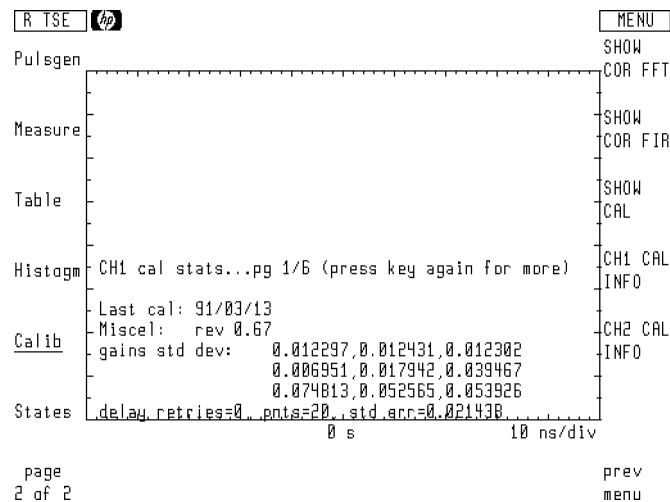 R TSE hp MENU
Pulsgen
SHOW
COR FFT
Measure
SHOW
COR FIR
Table
SHOW
CAL
Histogm
CH1 cal stats...pg 1/6 (press key again for more)
CH1 CAL
INFO
Last cal: 91/03/13
Miscel: rev 0.67
gains std dev: 0.012297,0.012431,0.012302
0.006951,0.017942,0.039467
0.074813,0.052565,0.053926
Calib
CH2 CAL
INFO
States
delay retries=0, pnts=20, std err=0.021438
0 s 10 ns/div
page
2 of 2
prev
menu